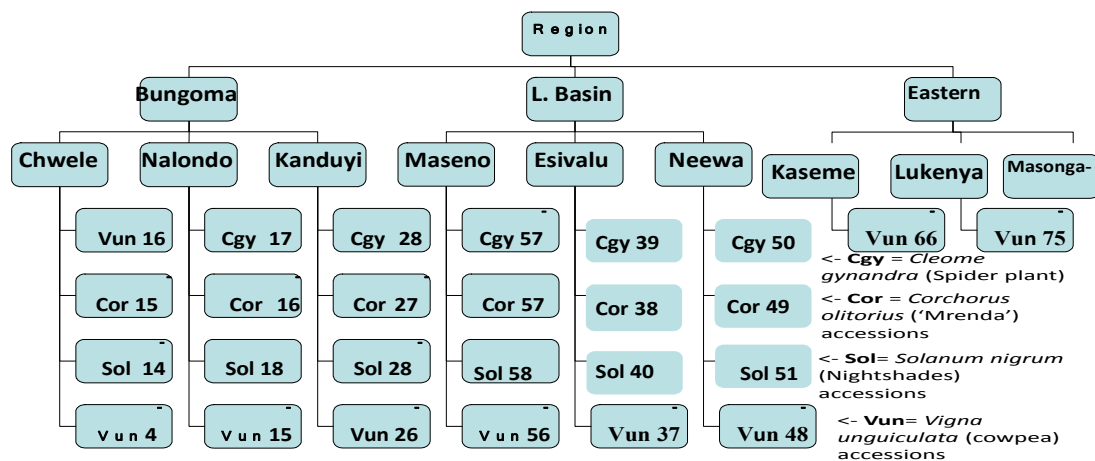 Region
Bungoma L. Basin Eastern
Chwele Nalondo Kanduyi Maseno Esivalu Neewa Kaseme Lukenya Masonga-
Vun 16 Cgy 17 Cgy 28 Cgy 57 Cgy 39 Cgy 50 Vun 66 Vun 75
<- Cgy = Cleome
gynandra (Spider plant)
Cor 15 Cor 16 Cor 27 Cor 57 Cor 38 Cor 49
<- Cor = Corchorus
olitorius (‘Mrenda’)
accessions
Sol 14 Sol 18 Sol 28 Sol 58 Sol 40 Sol 51
<- Sol= Solanum nigrum
(Nightshades)
accessions
Vun 4 Vun 15 Vun 26 Vun 56 Vun 37 Vun 48
<- Vun= Vigna
unguiculata (cowpea)
accessions